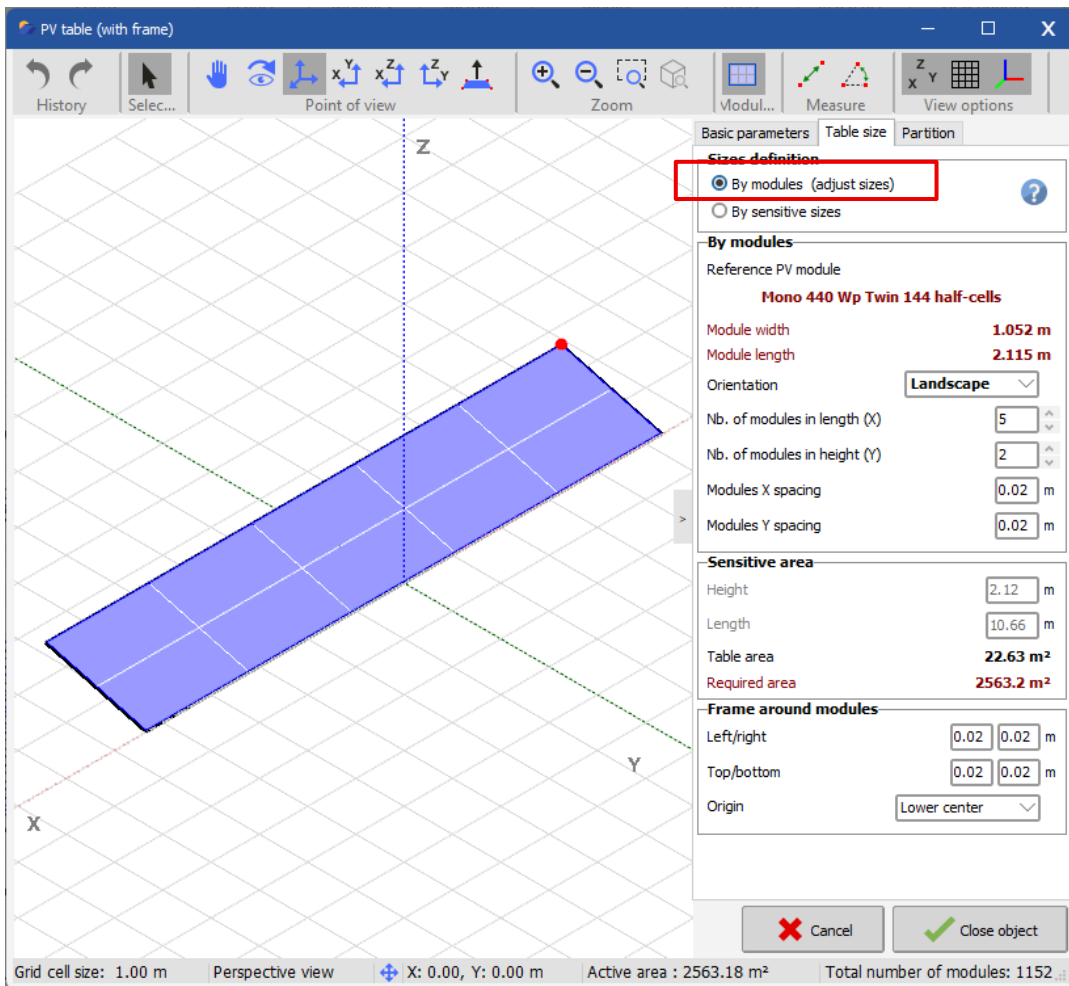 PV table (with frame)
History
Selec...
Point of view
Zoom
Modul...
Measure
View options
Basic parameters
Table size
Partition
Sizes definition
By modules (adjust sizes)
By sensitive sizes
By modules
Reference PV module
Mono 440 Wp Twin 144 half-cells
Module width 1.052 m
Module length 2.115 m
Orientation Landscape
Nb. of modules in length (X) 5
Nb. of modules in height (Y) 2
Modules X spacing 0.02 m
Modules Y spacing 0.02 m
Sensitive area
Height 2.12 m
Length 10.66 m
Table area 22.63 m²
Required area 2563.2 m²
Frame around modules
Left/right 0.02 0.02 m
Top/bottom 0.02 0.02 m
Origin Lower center
Z
Y
X
>
Cancel
Close object
Grid cell size: 1.00 m
Perspective view
X: 0.00, Y: 0.00 m
Active area : 2563.18 m²
Total number of modules: 1152